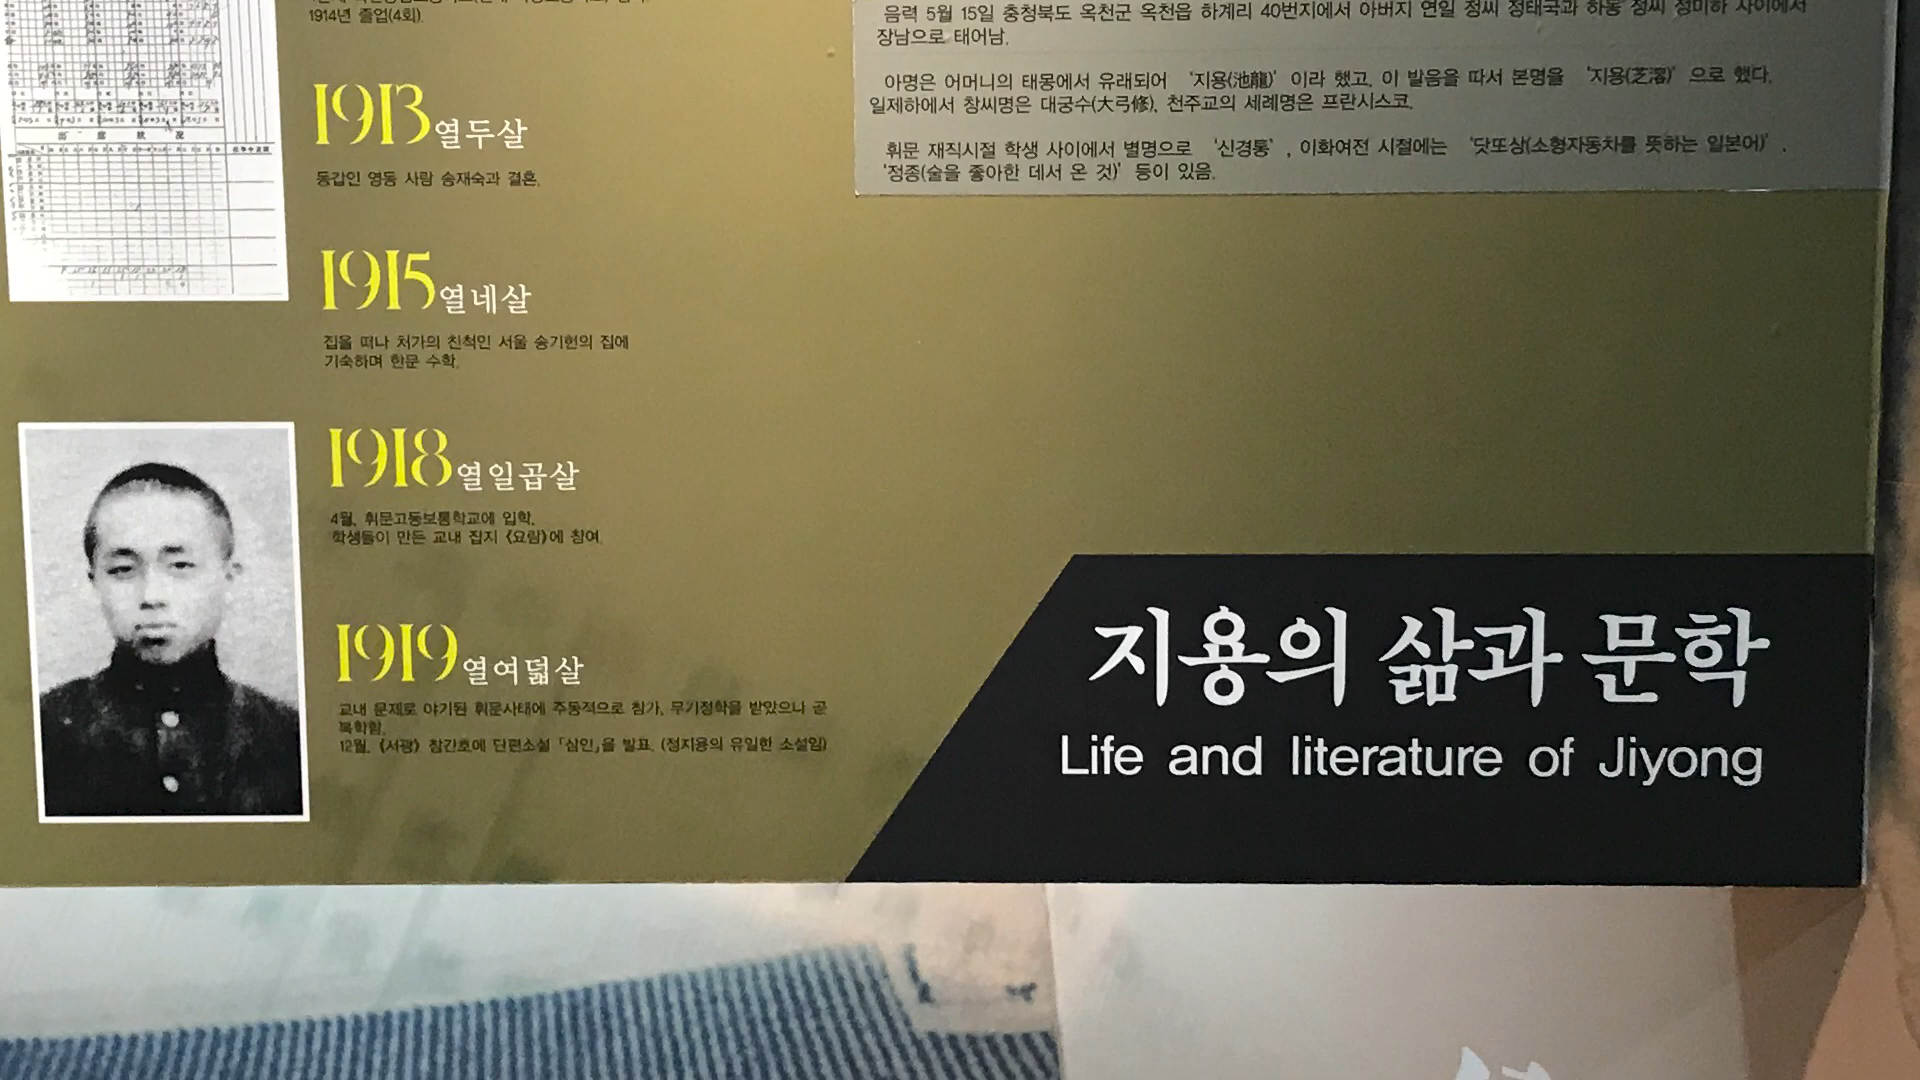 1914년 졸업(4회).
1913 열두살
동갑인 영동 사람 송재숙과 결혼.
1915 열네살
집을 떠나 처가의 친척인 서울 송기현의 집에
기숙하며 한문 수학.
1918 열일곱살
4월, 휘문고등보통학교에 입학.
학생들이 만든 교내 잡지 《요람》에 참여.
1919 열여덟살
교내 문제로 야기된 휘문사태에 주동적으로 참가, 무기정학을 받았으나 곧
복학함.
12월, 《서광》 창간호에 단편소설 「삼인」을 발표. (정지용의 유일한 소설임)
음력 5월 15일 충청북도 옥천군 옥천읍 하계리 40번지에서 아버지 연일 정씨 정태국과 하동 정씨 정미하 사이에서
장남으로 태어남.
아명은 어머니의 태몽에서 유래되어 '지용(池龍)' 이라 했고, 이 발음을 따서 본명을 '지용(芝溶)' 으로 했다.
일제하에서 창씨명은 대궁수(大弓修), 천주교의 세례명은 프란시스코.
휘문 재직시절 학생 사이에서 별명으로 '신경통' , 이화여전 시절에는 '닷또상(소형자동차를 뜻하는 일본어)' ,
'정종(술을 좋아한 데서 온 것)' 등이 있음.
지용의 삶과 문학
Life and literature of Jiyong